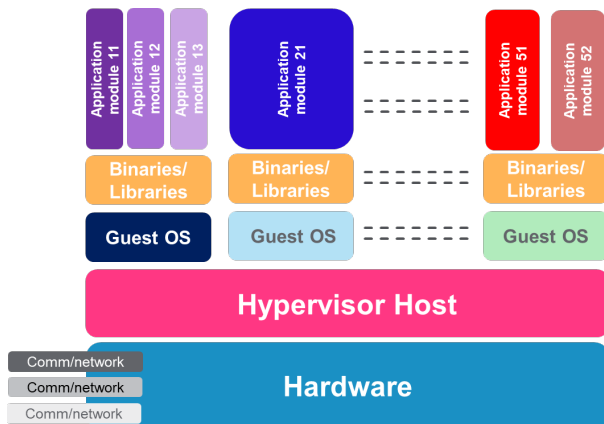 Application
module 11
Application
module 12
Application
module 13
Application
module 21
Application
module 51
Application
module 52
Binaries/
Libraries
Binaries/
Libraries
Binaries/
Libraries
Guest OS
Guest OS
Guest OS
Hypervisor Host
Hardware
Comm/network
Comm/network
Comm/network